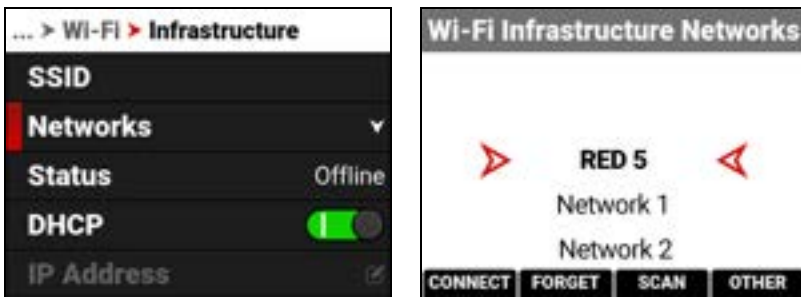 ... > Wi-Fi > Infrastructure
SSID
Networks
Status Offline
DHCP
IP Address
Wi-Fi Infrastructure Networks
RED 5
Network 1
Network 2
CONNECT FORGET SCAN OTHER